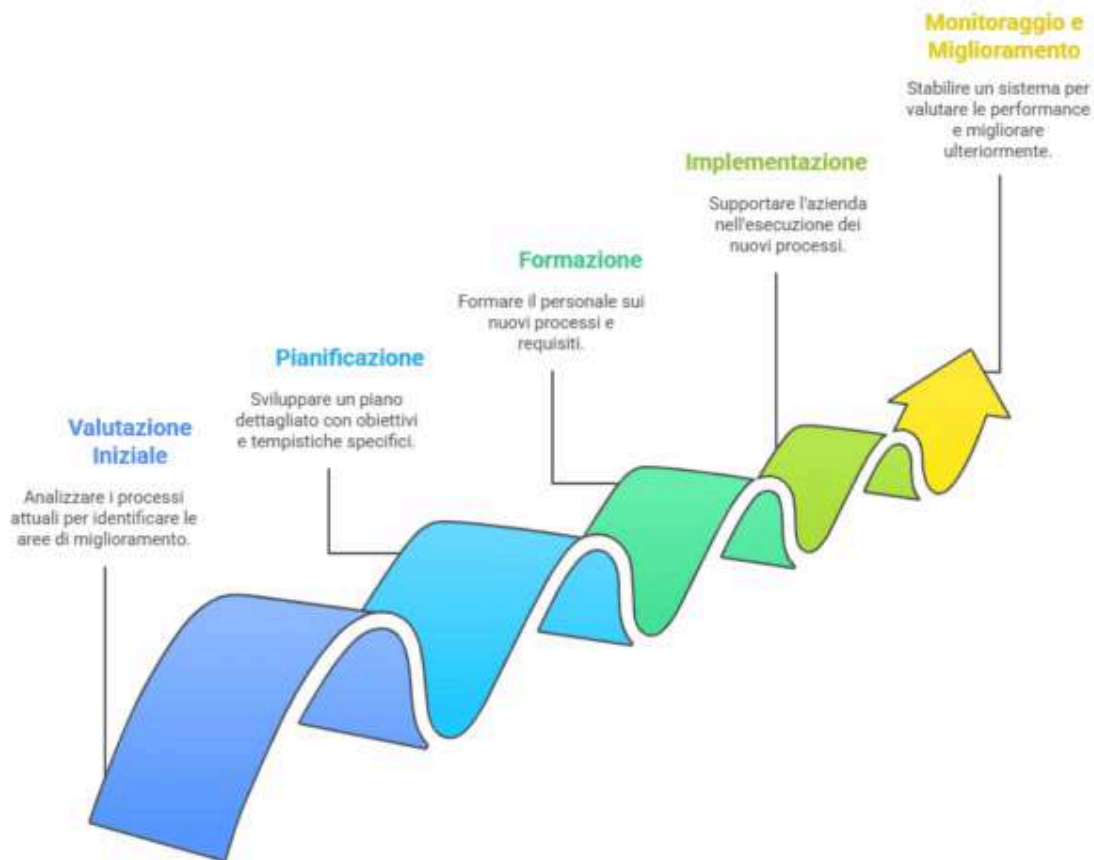 Valutazione
Iniziale
Analizzare i processi
attuali per identificare le
aree di miglioramento.
Pianificazione
Sviluppare un piano
dettagliato con obiettivi
e tempistiche specifici.
Formazione
Formare il personale sui
nuovi processi e
requisiti.
Implementazione
Supportare l'azienda
nell'esecuzione dei
nuovi processi.
Monitoraggio e
Miglioramento
Stabilire un sistema per
valutare le performance
e migliorare
ulteriormente.